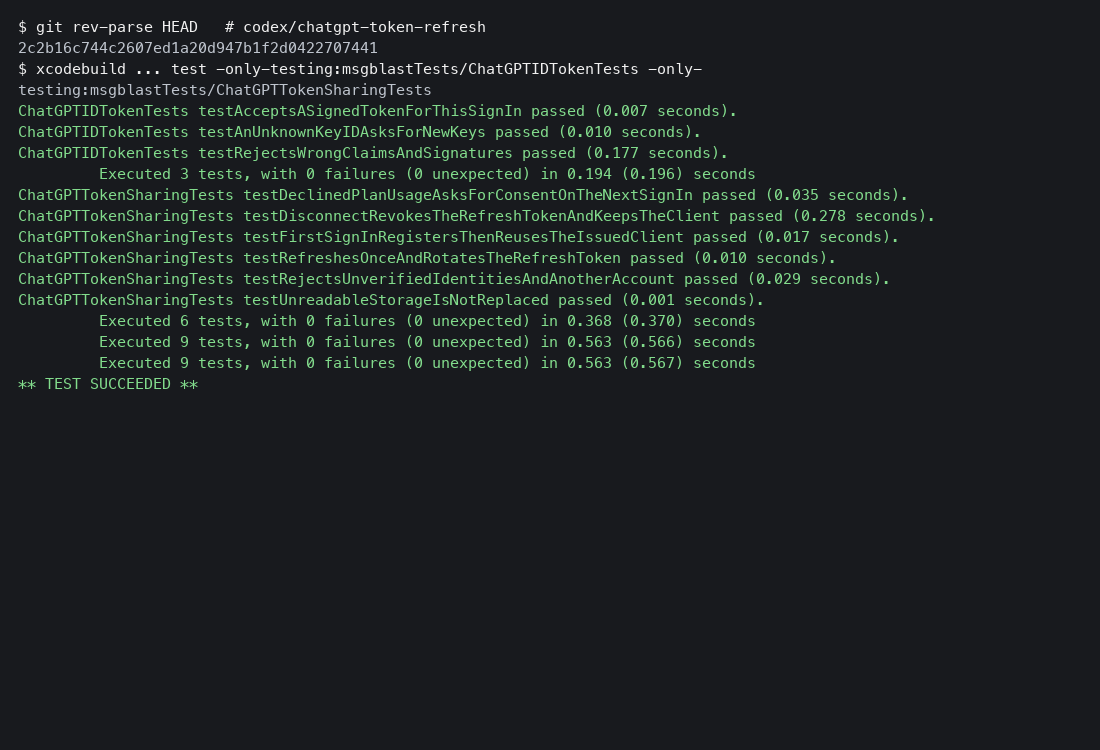 $ git rev-parse HEAD   # codex/chatgpt-token-refresh
2c2b16c744c2607ed1a20d947b1f2d0422707441
$ xcodebuild ... test -only-testing:msgblastTests/ChatGPTIDTokenTests -only-
testing:msgblastTests/ChatGPTTokenSharingTests
ChatGPTIDTokenTests testAcceptsASignedTokenForThisSignIn passed (0.007 seconds).
ChatGPTIDTokenTests testAnUnknownKeyIDAsksForNewKeys passed (0.010 seconds).
ChatGPTIDTokenTests testRejectsWrongClaimsAndSignatures passed (0.177 seconds).
         Executed 3 tests, with 0 failures (0 unexpected) in 0.194 (0.196) seconds
ChatGPTTokenSharingTests testDeclinedPlanUsageAsksForConsentOnTheNextSignIn passed (0.035 seconds).
ChatGPTTokenSharingTests testDisconnectRevokesTheRefreshTokenAndKeepsTheClient passed (0.278 seconds).
ChatGPTTokenSharingTests testFirstSignInRegistersThenReusesTheIssuedClient passed (0.017 seconds).
ChatGPTTokenSharingTests testRefreshesOnceAndRotatesTheRefreshToken passed (0.010 seconds).
ChatGPTTokenSharingTests testRejectsUnverifiedIdentitiesAndAnotherAccount passed (0.029 seconds).
ChatGPTTokenSharingTests testUnreadableStorageIsNotReplaced passed (0.001 seconds).
         Executed 6 tests, with 0 failures (0 unexpected) in 0.368 (0.370) seconds
         Executed 9 tests, with 0 failures (0 unexpected) in 0.563 (0.566) seconds
         Executed 9 tests, with 0 failures (0 unexpected) in 0.563 (0.567) seconds
** TEST SUCCEEDED **